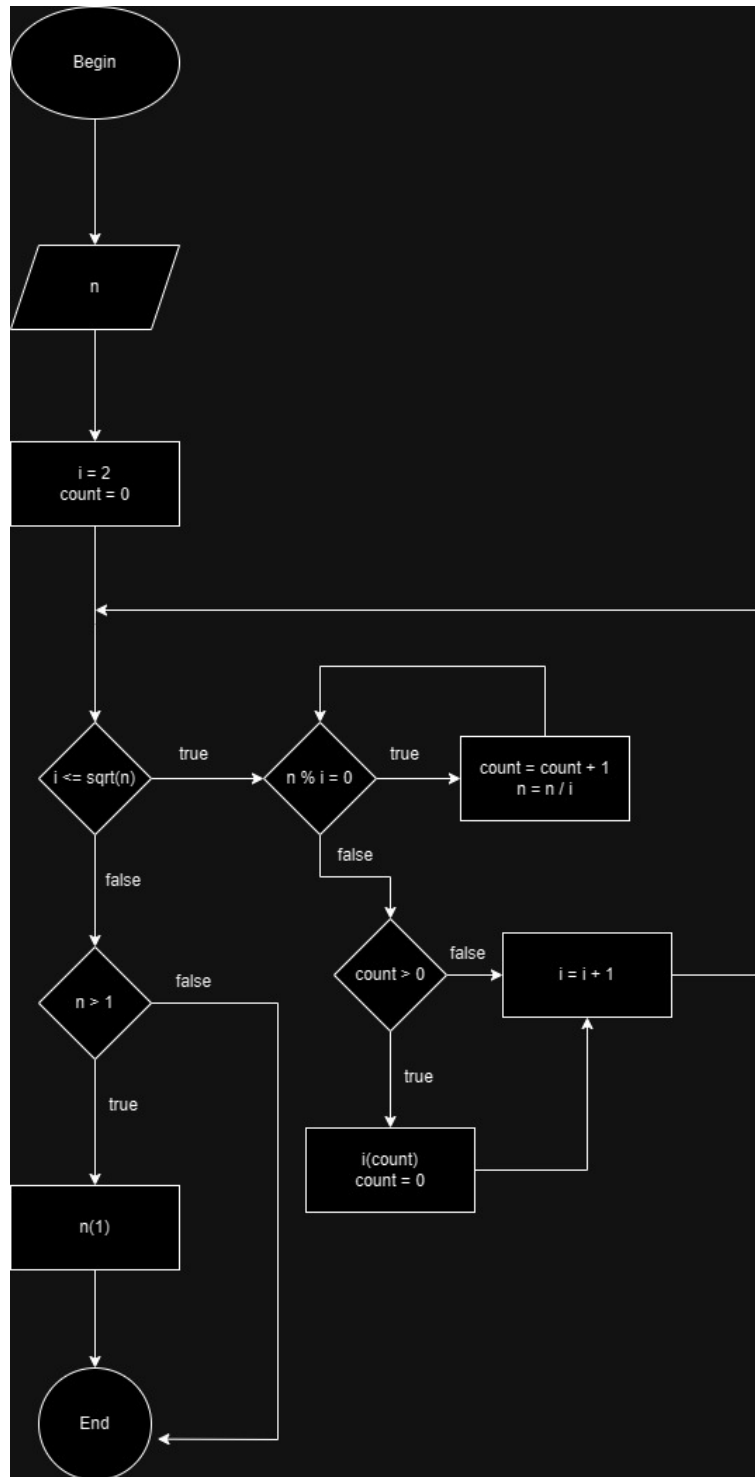 Begin
n
i = 2
count = 0
i <= sqrt(n)
true
n % i = 0
true
count = count + 1
n = n / i
false
false
n > 1
false
count > 0
false
i = i + 1
true
true
i(count)
count = 0
n(1)
End